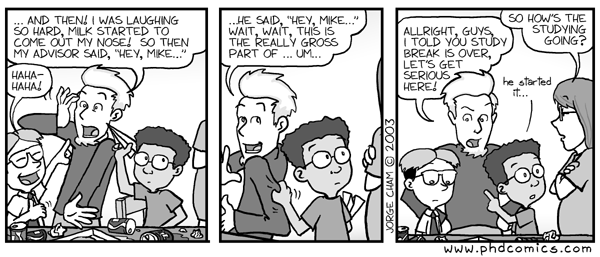 ... AND THEN! I WAS LAUGHING
SO HARD, MILK STARTED TO
COME OUT MY NOSE! SO THEN
MY ADVISOR SAID, "HEY, MIKE..."
HAHA-
HAHA!
...HE SAID, "HEY, MIKE..."
WAIT, WAIT, THIS IS
THE REALLY GROSS
PART OF ... UM...
JORGE CHAM © 2003
ALLRIGHT, GUYS,
I TOLD YOU STUDY
BREAK IS OVER,
LET'S GET
SERIOUS
HERE!
SO HOW'S THE
STUDYING
GOING?
he started
it...
www.phdcomics.com